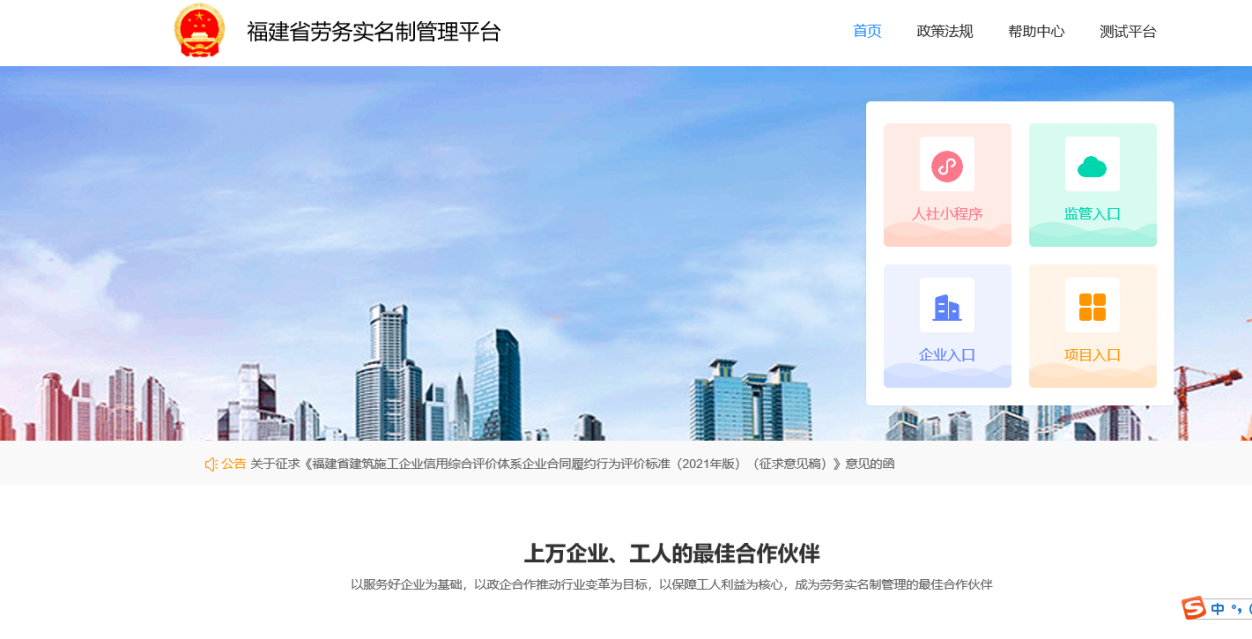 福建省劳务实名制管理平台
首页 政策法规 帮助中心 测试平台
人社小程序 监管入口
企业入口 项目入口
公告 关于征求《福建省建筑施工企业信用综合评价体系企业合同履约行为评价标准（2021年版）（征求意见稿）》意见的函
上万企业、工人的最佳合作伙伴
以服务好企业为基础，以政企合作推动行业变革为目标，以保障工人利益为核心，成为劳务实名制管理的最佳合作伙伴
S 中 °,